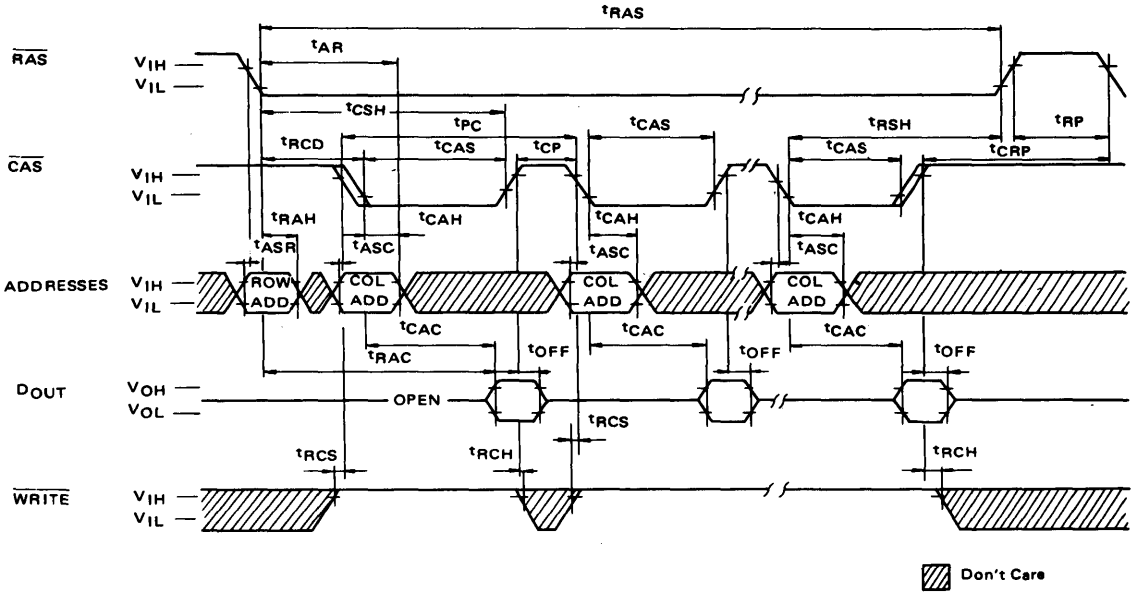 tRAS
tAR
RAS
VIH
VIL
tCSH
tPC
tCAS
tRSH
tRP
tRCD
tCAS
tCP
tCAS
tCRP
CAS
VIH
VIL
tRAH
tCAH
tCAH
tCAH
tASR
tASC
tASC
tASC
ADDRESSES
VIH
VIL
ROW
ADD
COL
ADD
COL
ADD
COL
ADD
tCAC
tCAC
tCAC
tRAC
tOFF
tOFF
tOFF
DOUT
VOH
VOL
OPEN
tRCS
tRCS
tRCH
tRCH
WRITE
VIH
VIL
Don't Care